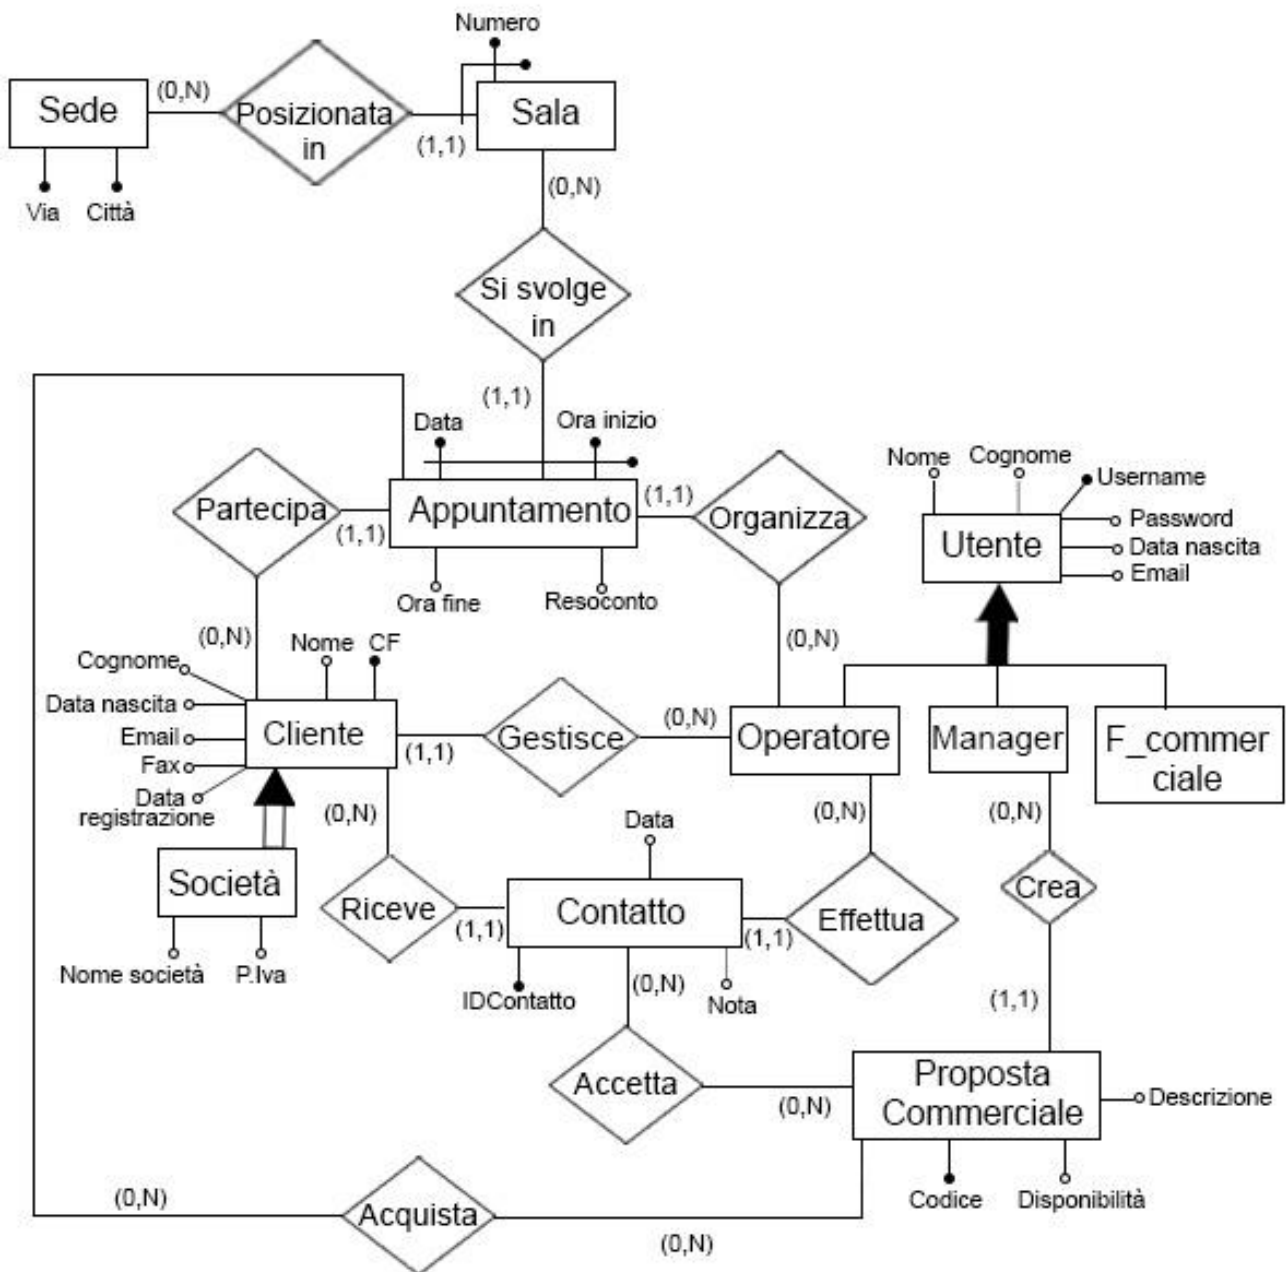 Numero
(0,N)
Sede
Posizionata
in
Sala
(1,1)
(0,N)
Via
Città
Si svolge
in
(1,1)
Data
Ora inizio
Nome
Cognome
Username
Partecipa
(1,1)
Appuntamento
(1,1)
Organizza
Password
Utente
Data nascita
Email
Ora fine
Resoconto
(0,N)
(0,N)
Nome
CF
Cognome
Data nascita
Email
Fax
Data
registrazione
Cliente
(1,1)
Gestisce
(0,N)
Operatore
Manager
F_comme
rciale
(0,N)
Data
(0,N)
(0,N)
Società
Riceve
(1,1)
Contatto
(1,1)
Effettua
Crea
Nome società
P.Iva
IDContatto
(0,N)
Nota
(1,1)
Accetta
(0,N)
Proposta
Commerciale
Descrizione
(0,N)
Acquista
(0,N)
Codice
Disponibilità